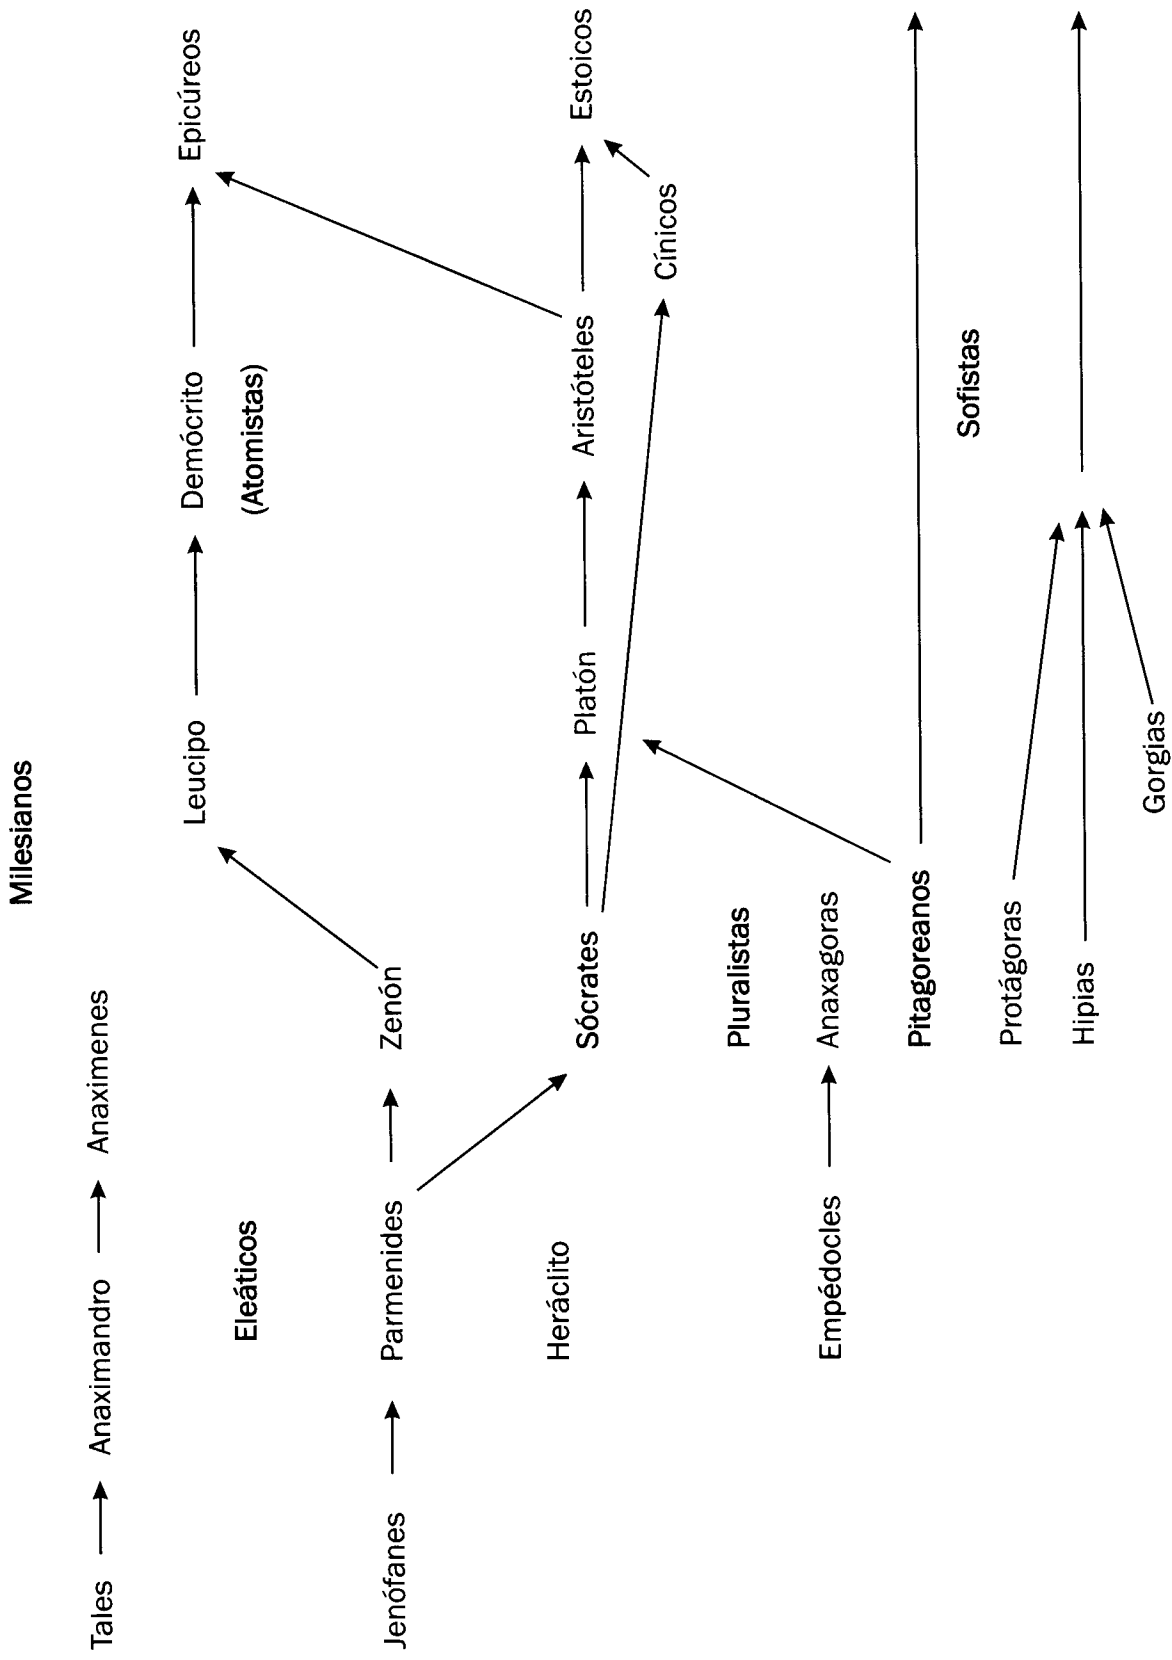 Milesianos
Tales
Anaximandro
Anaximenes
Leucipo
Demócrito
Epicúreos
(Atomistas)
Eleáticos
Jenófanes
Parmenides
Zenón
Heráclito
Sócrates
Platón
Aristóteles
Estoicos
Cínicos
Pluralistas
Empédocles
Anaxagoras
Pitagoreanos
Sofistas
Protágoras
Hipias
Gorgias